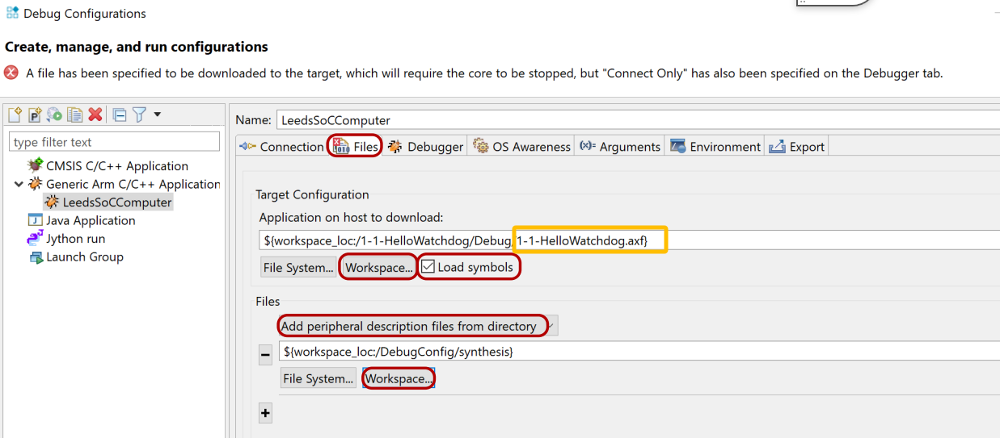 Debug Configurations
Create, manage, and run configurations
A file has been specified to be downloaded to the target, which will require the core to be stopped, but "Connect Only" has also been specified on the Debugger tab.
type filter text
CMSIS C/C++ Application
Generic Arm C/C++ Application
LeedsSoCComputer
Java Application
Jython run
Launch Group
Name: LeedsSoCComputer
Connection Files Debugger OS Awareness Arguments Environment Export
Target Configuration
Application on host to download:
${workspace_loc:/1-1-HelloWatchdog/Debug/1-1-HelloWatchdog.axf}
File System... Workspace... Load symbols
Files
Add peripheral description files from directory
${workspace_loc:/DebugConfig/synthesis}
File System... Workspace...